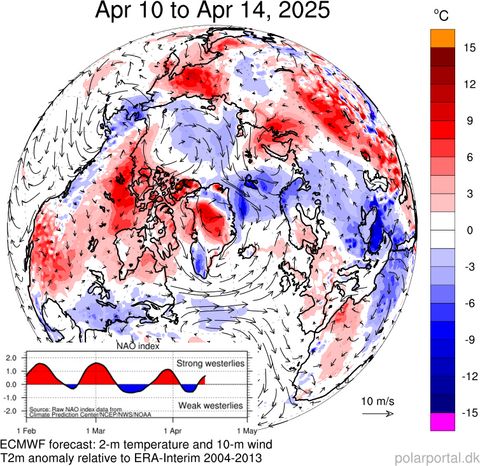 Apr 10 to Apr 14, 2025
°C
15
12
9
6
3
0
-3
-6
-9
-12
-15
10 m/s
NAO index
2.0
1.0
0.0
-1.0
-2.0
Strong westerlies
Weak westerlies
Source: Raw NAO index data from
Climate Prediction Center/NCEP/NWS/NOAA
1 Feb
1 Mar
1 Apr
1 May
ECMWF forecast: 2-m temperature and 10-m wind
T2m anomaly relative to ERA-Interim 2004-2013
polarportal.dk